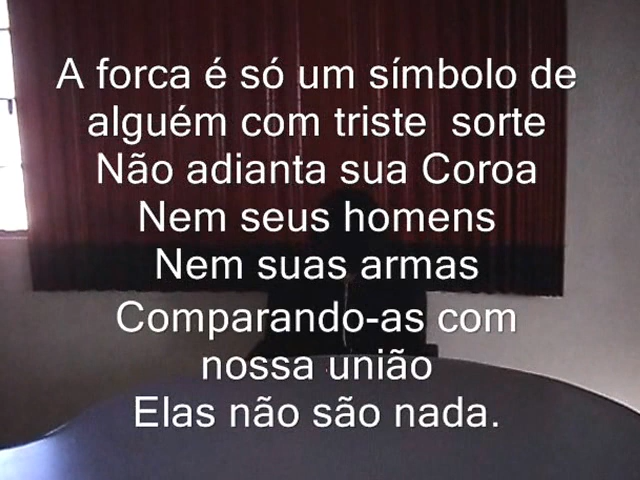 A forca é só um símbolo de
alguém com triste sorte
Não adianta sua Coroa
Nem seus homens
Nem suas armas
Comparando-as com
nossa união
Elas não são nada.